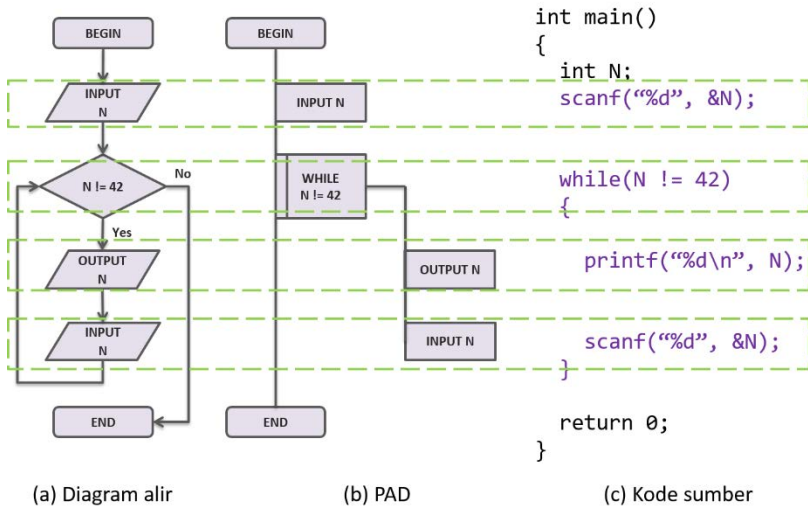 BEGIN
INPUT
N
N != 42
No
Yes
OUTPUT
N
INPUT
N
END
BEGIN
INPUT N
WHILE
N != 42
OUTPUT N
INPUT N
END
int main()
{
int N;
scanf(“%d”, &N);
while(N != 42)
{
printf(“%d\n”, N);
scanf(“%d”, &N);
}
return 0;
}
(a) Diagram alir
(b) PAD
(c) Kode sumber